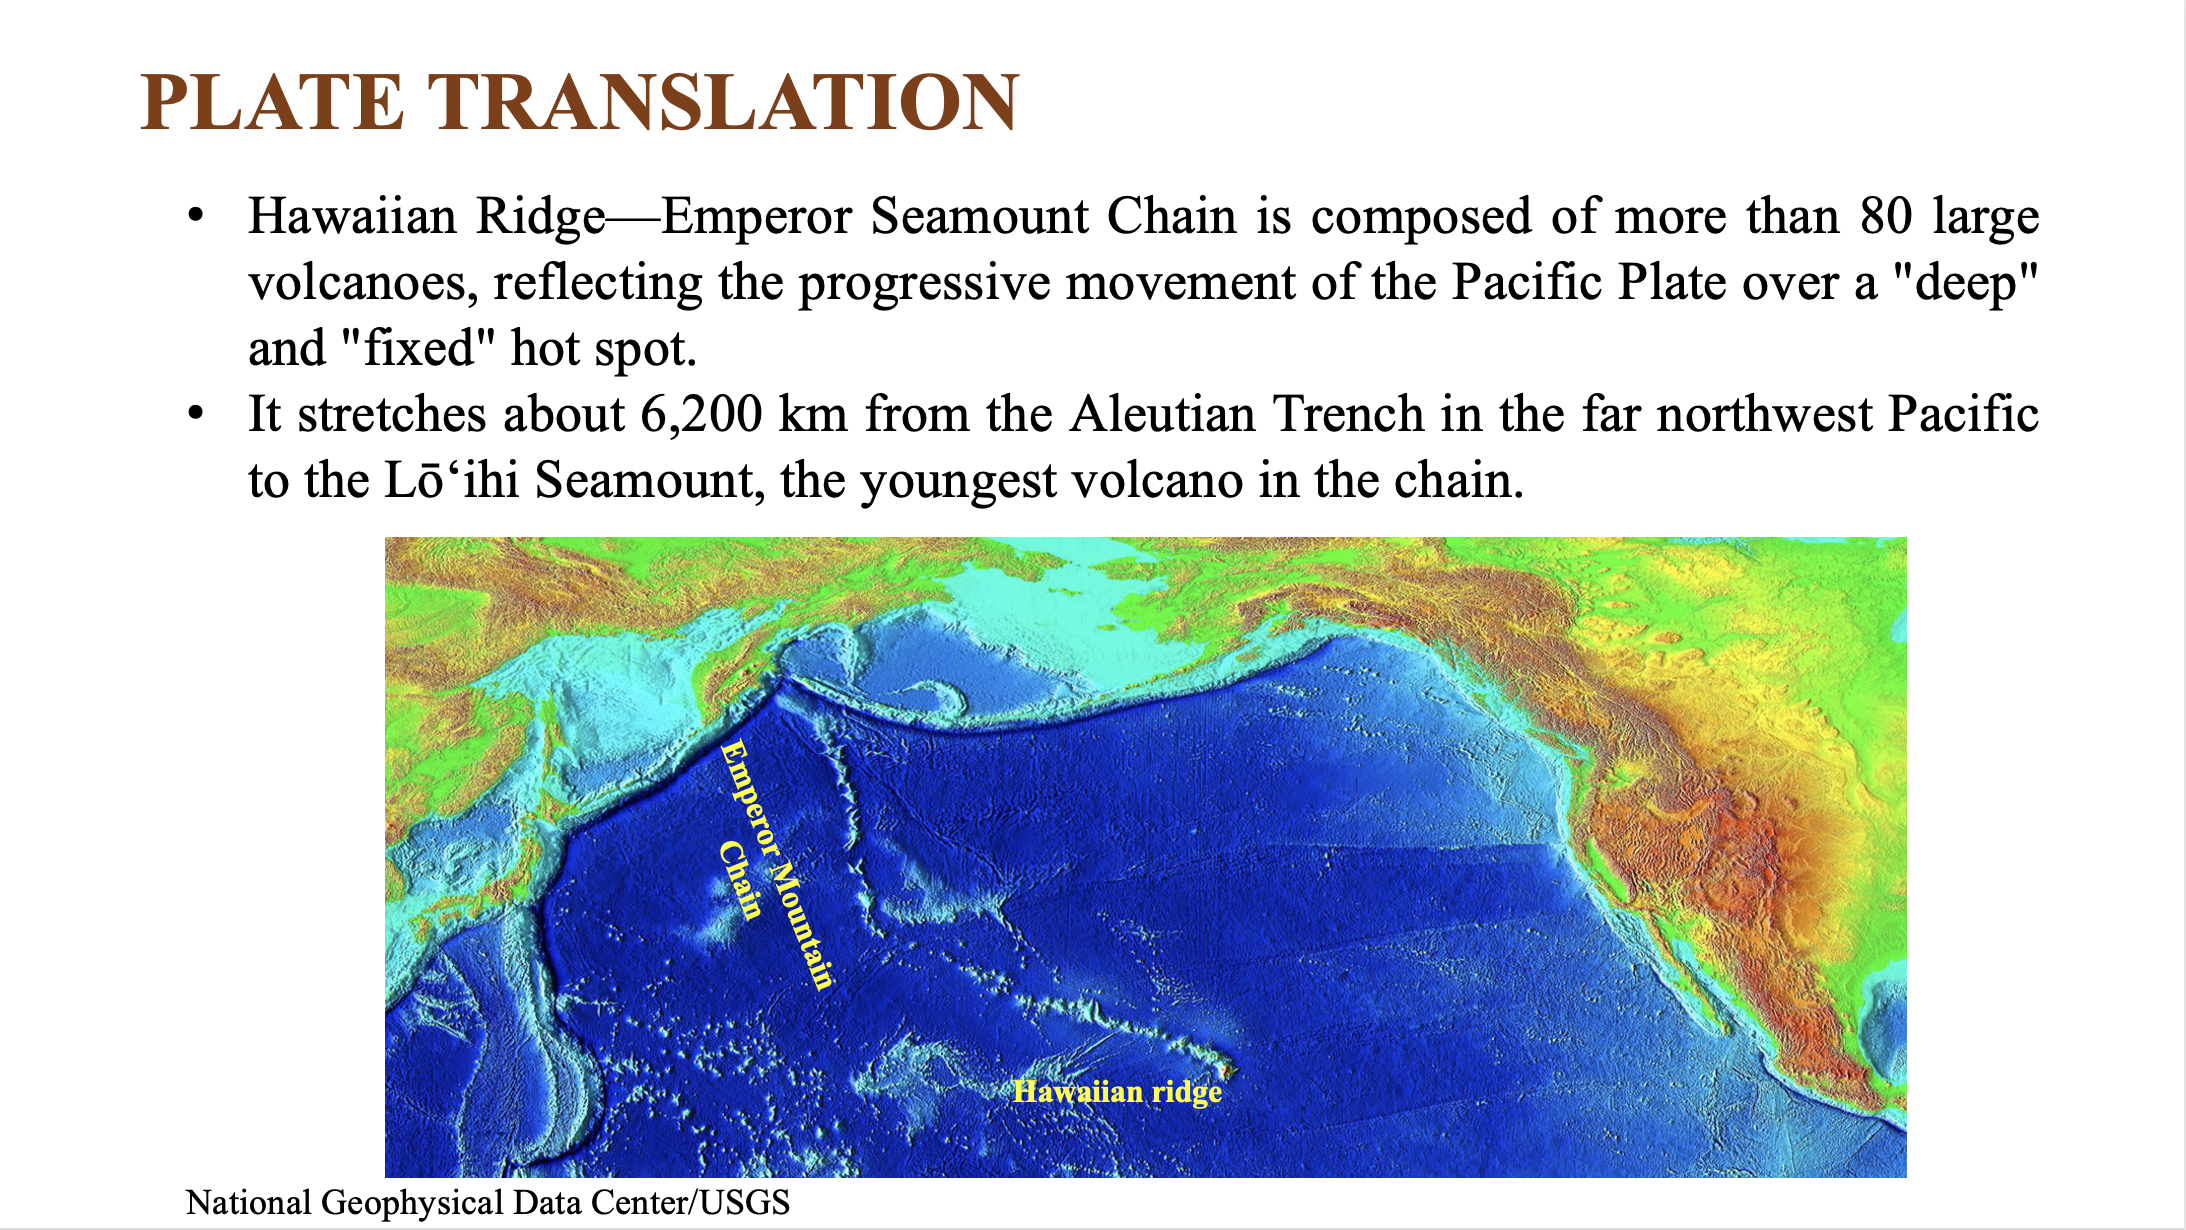 PLATE TRANSLATION
• Hawaiian Ridge—Emperor Seamount Chain is composed of more than 80 large
volcanoes, reflecting the progressive movement of the Pacific Plate over a "deep"
and "fixed" hot spot.
• It stretches about 6,200 km from the Aleutian Trench in the far northwest Pacific
to the Lō‘ihi Seamount, the youngest volcano in the chain.
Emperor Mountain
Chain
Hawaiian ridge
National Geophysical Data Center/USGS